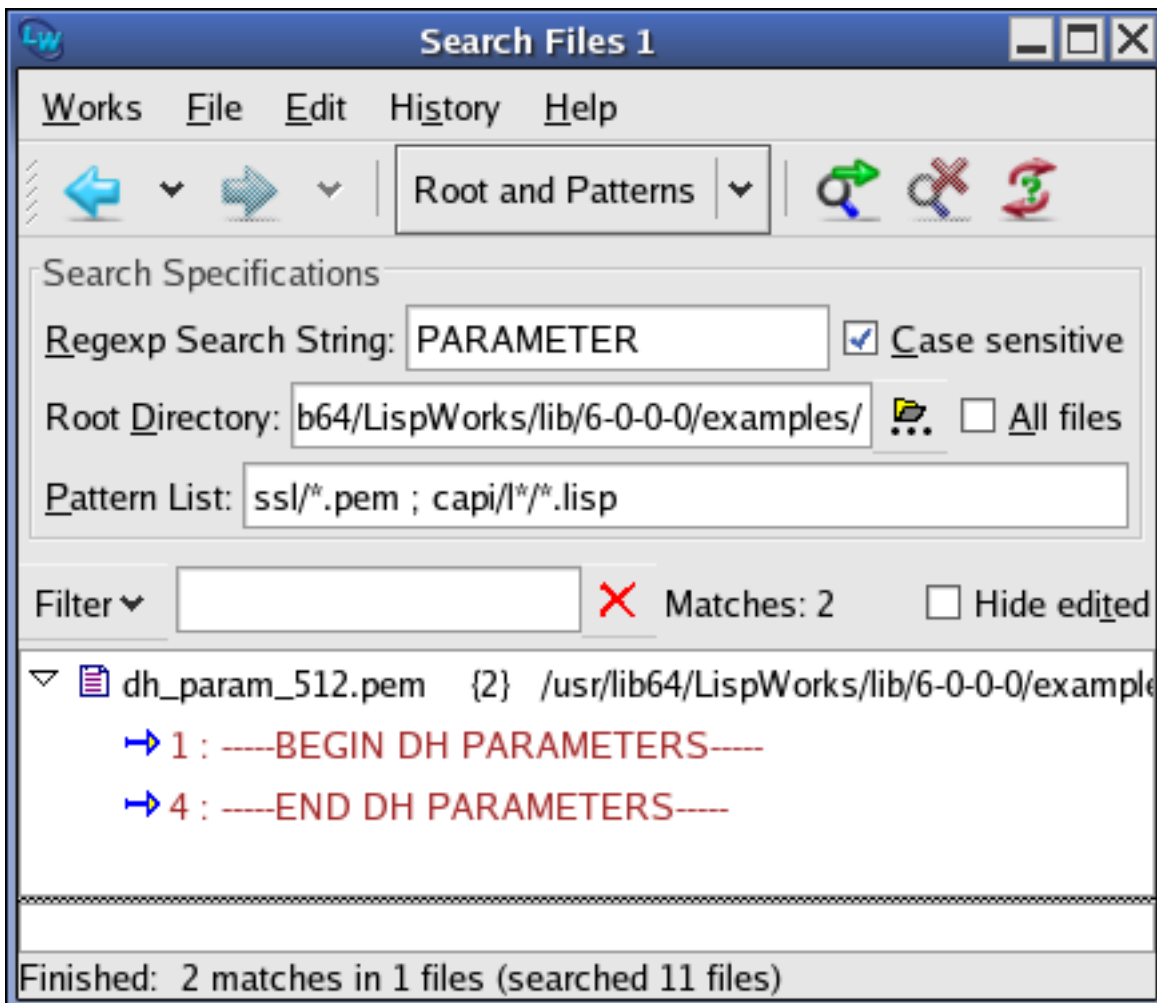 LW Search Files 1
Works File Edit History Help
Root and Patterns
Search Specifications
Regexp Search String: PARAMETER Case sensitive
Root Directory: b64/LispWorks/lib/6-0-0-0/examples/ All files
Pattern List: ssl/*.pem ; capi/l*/*.lisp
Filter Matches: 2 Hide edited
dh_param_512.pem {2} /usr/lib64/LispWorks/lib/6-0-0-0/example
1 : -----BEGIN DH PARAMETERS-----
4 : -----END DH PARAMETERS-----
Finished: 2 matches in 1 files (searched 11 files)